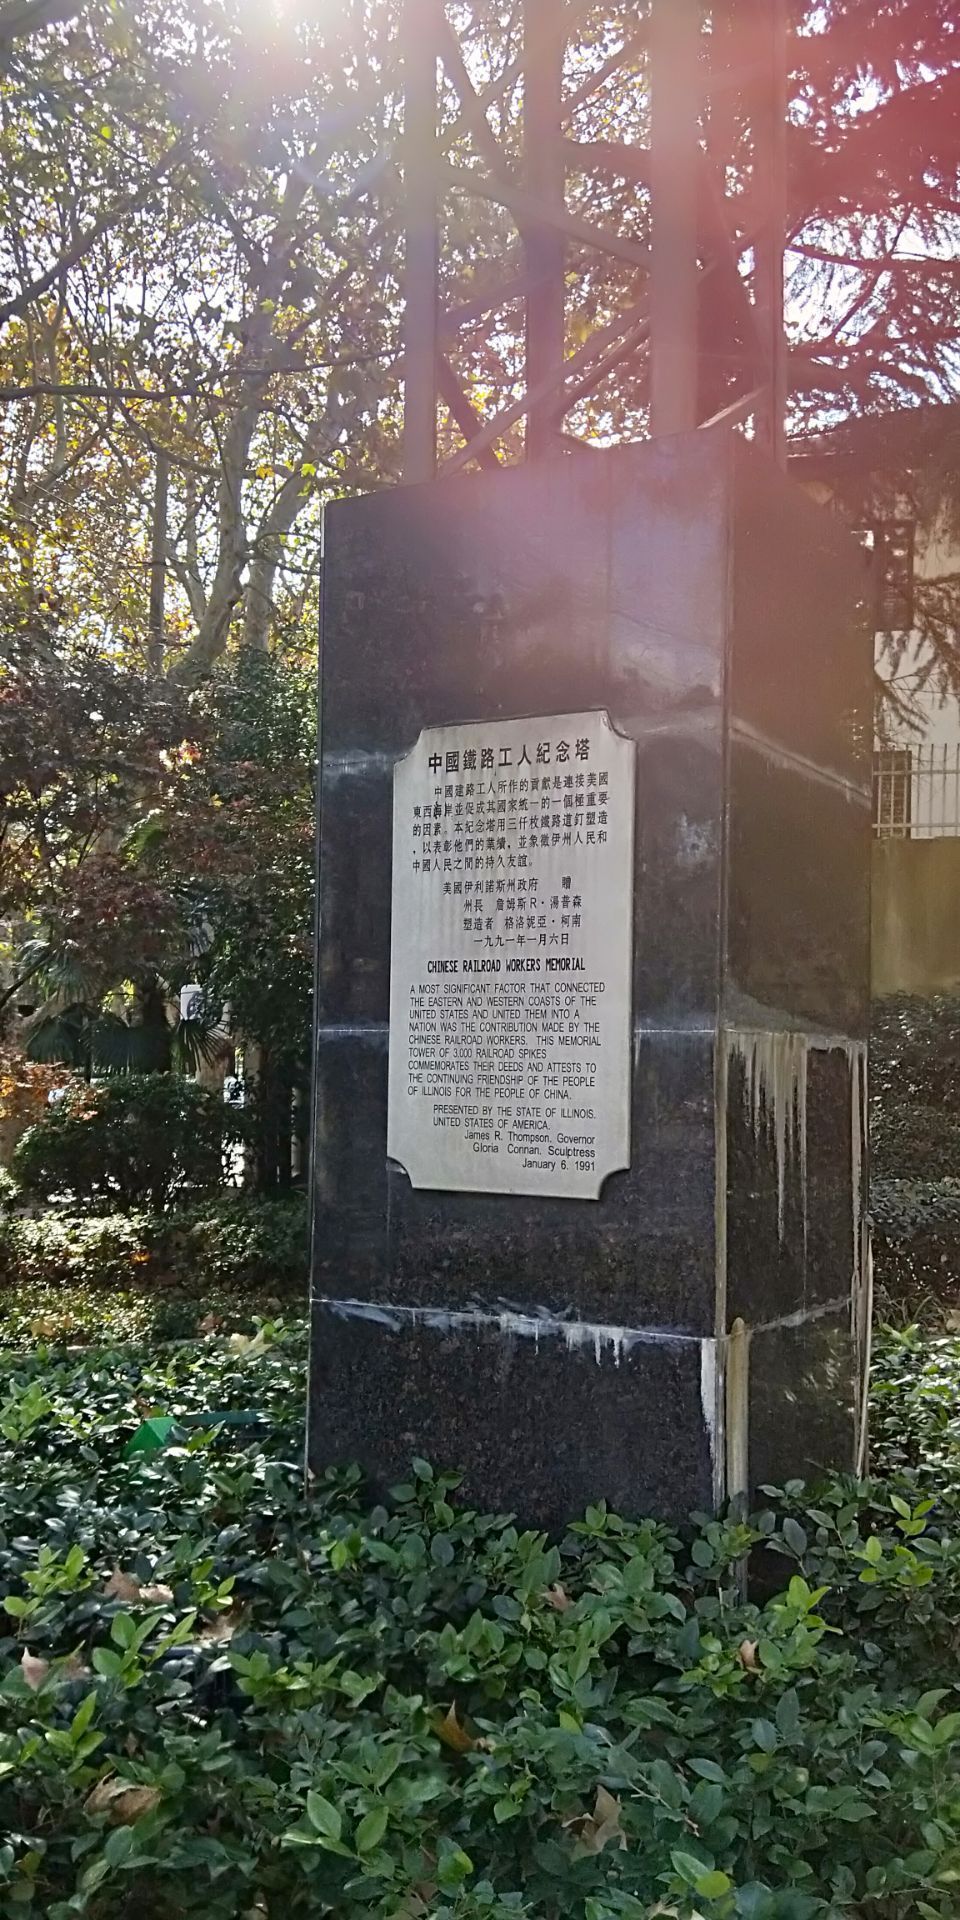 中國鐵路工人紀念塔
中國建路工人所作的貢獻是連接美國
東西海岸並促成其國家統一的一個極重要
的因素。本紀念塔用三仟枚鐵路道釘塑造
，以表彰他們的業績，並象徵伊州人民和
中國人民之間的持久友誼。
美國伊利諾斯州政府 贈
州長 詹姆斯R·湯普森
塑造者 格洛妮亞·柯南
一九九一年一月六日
CHINESE RAILROAD WORKERS MEMORIAL
A MOST SIGNIFICANT FACTOR THAT CONNECTED
THE EASTERN AND WESTERN COASTS OF THE
UNITED STATES AND UNITED THEM INTO A
NATION WAS THE CONTRIBUTION MADE BY THE
CHINESE RAILROAD WORKERS. THIS MEMORIAL
TOWER OF 3.000 RAILROAD SPIKES
COMMEMORATES THEIR DEEDS AND ATTESTS TO
THE CONTINUING FRIENDSHIP OF THE PEOPLE
OF ILLINOIS FOR THE PEOPLE OF CHINA.
PRESENTED BY THE STATE OF ILLINOIS.
UNITED STATES OF AMERICA.
James R. Thompson. Governor
Gloria Connan. Sculptress
January 6. 1991